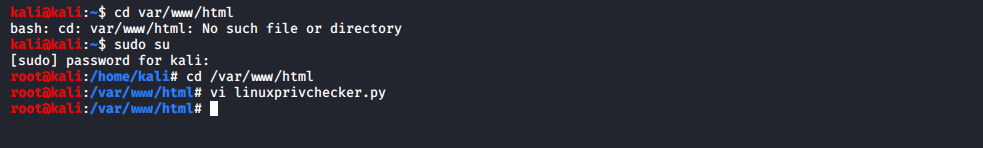 kali@kali:~$ cd var/www/html
bash: cd: var/www/html: No such file or directory
kali@kali:~$ sudo su
[sudo] password for kali:
root@kali:/home/kali# cd /var/www/html
root@kali:/var/www/html# vi linuxprivchecker.py
root@kali:/var/www/html#